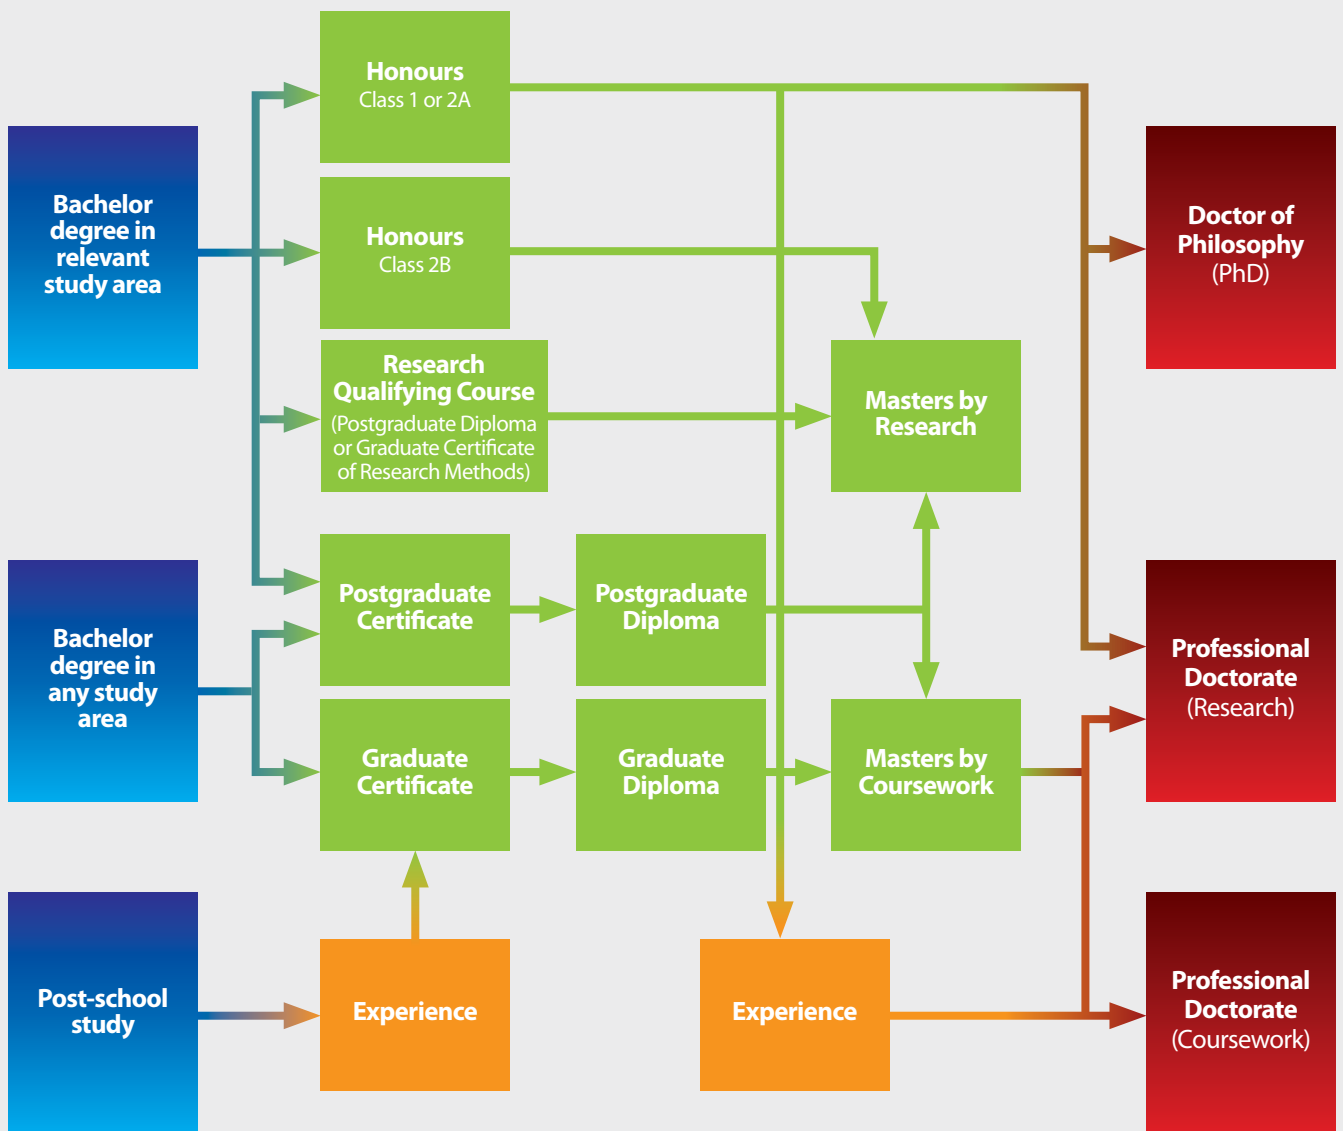 Honours
Class 1 or 2A
Bachelor
degree in
relevant
study area
Honours
Class 2B
Doctor of
Philosophy
(PhD)
Research
Qualifying Course
(Postgraduate Diploma
or Graduate Certificate
of Research Methods)
Masters by
Research
Bachelor
degree in
any study
area
Postgraduate
Certificate
Postgraduate
Diploma
Professional
Doctorate
(Research)
Graduate
Certificate
Graduate
Diploma
Masters by
Coursework
Post-school
study
Experience
Experience
Professional
Doctorate
(Coursework)